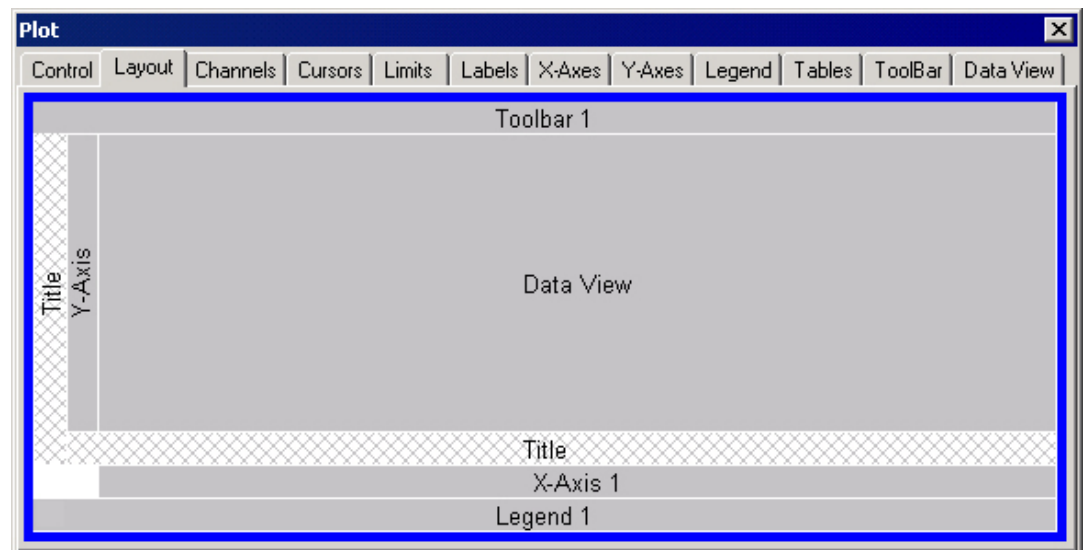 Plot
Control Layout Channels Cursors Limits Labels X-Axes Y-Axes Legend Tables ToolBar Data View
Toolbar 1
Title
Y-Axis
Data View
Title
X-Axis 1
Legend 1